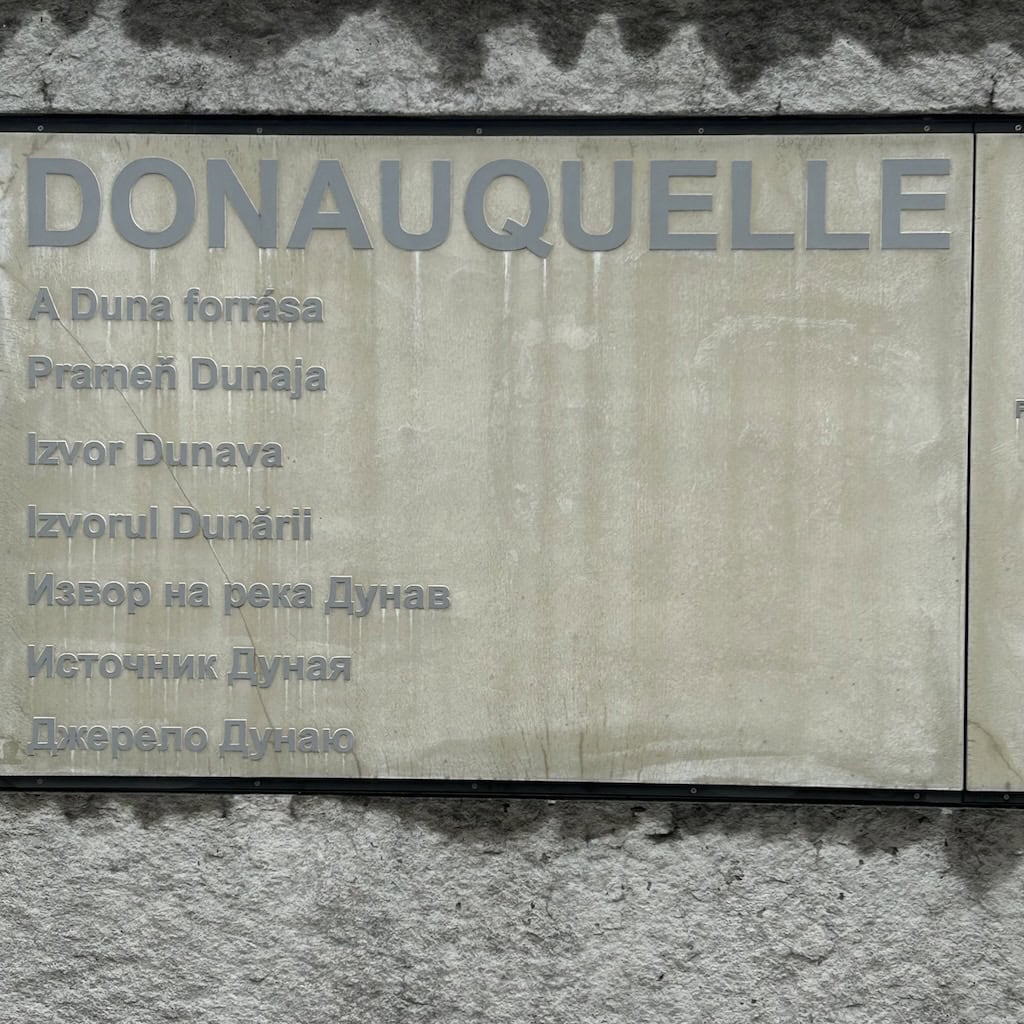 DONAUQUELLE
A Duna forrása
Prameň Dunaja
Izvor Dunava
Izvorul Dunării
Извор на река Дунав
Источник Дуная
Джерело Дунаю